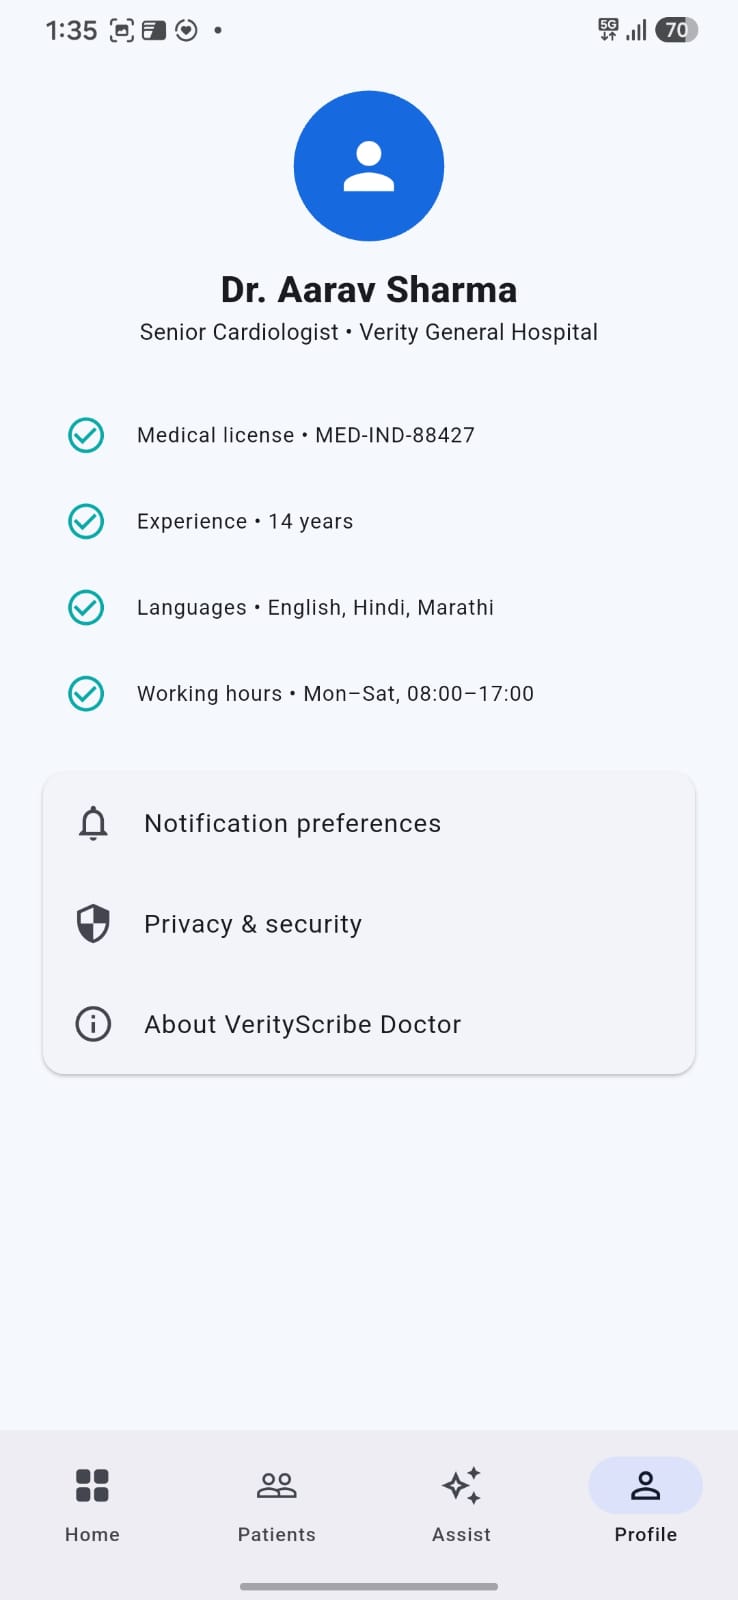 1:35
5G
70
Dr. Aarav Sharma
Senior Cardiologist • Verity General Hospital
Medical license • MED-IND-88427
Experience • 14 years
Languages • English, Hindi, Marathi
Working hours • Mon–Sat, 08:00–17:00
Notification preferences
Privacy & security
About VerityScribe Doctor
Home
Patients
Assist
Profile